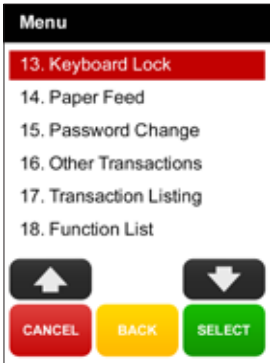 Menu
13. Keyboard Lock
14. Paper Feed
15. Password Change
16. Other Transactions
17. Transaction Listing
18. Function List
CANCEL BACK SELECT